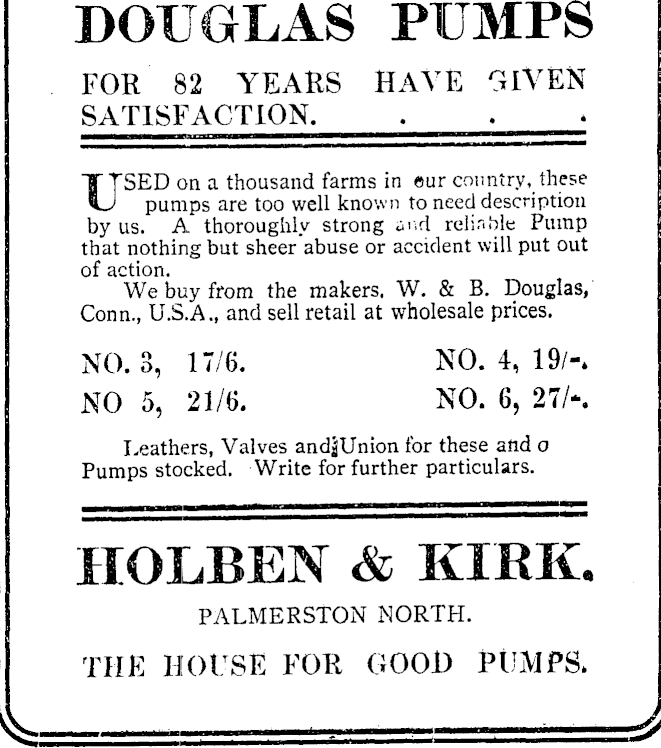 DOUGLAS PUMPS
FOR 82 YEARS HAVE GIVEN
SATISFACTION. . . .
USED on a thousand farms in our country, these
pumps are too well known to need description
by us. A thoroughly strong and reliable Pump
that nothing but sheer abuse or accident will put out
of action.
We buy from the makers, W. & B. Douglas,
Conn., U.S.A., and sell retail at wholesale prices.
NO. 3, 17/6. NO. 4, 19/-.
NO 5, 21/6. NO. 6, 27/-.
Leathers, Valves and Union for these and o
Pumps stocked. Write for further particulars.
HOLBEN & KIRK.
PALMERSTON NORTH.
THE HOUSE FOR GOOD PUMPS.